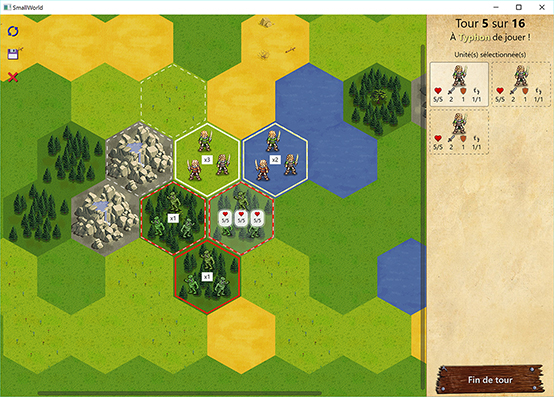 SmallWorld
Tour 5 sur 16
À Typhon de jouer !
Unité(s) sélectionnée(s)
5/5 2 1 1/1
5/5 2 1 1/1
5/5 2 1 1/1
x3
x2
x1
5/5 5/5 5/5
x1
Fin de tour